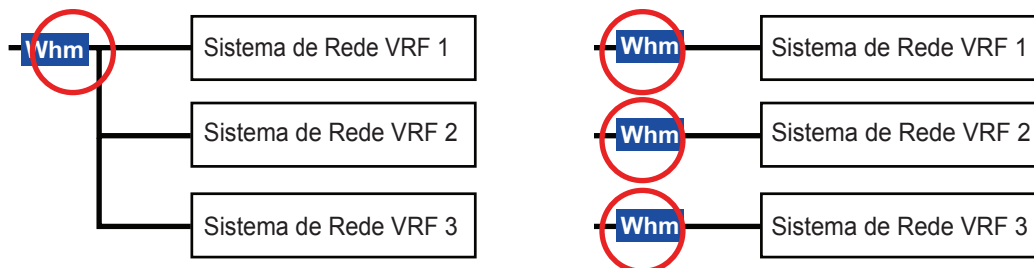 Whm
Sistema de Rede VRF 1
Sistema de Rede VRF 2
Sistema de Rede VRF 3
Whm
Sistema de Rede VRF 1
Whm
Sistema de Rede VRF 2
Whm
Sistema de Rede VRF 3